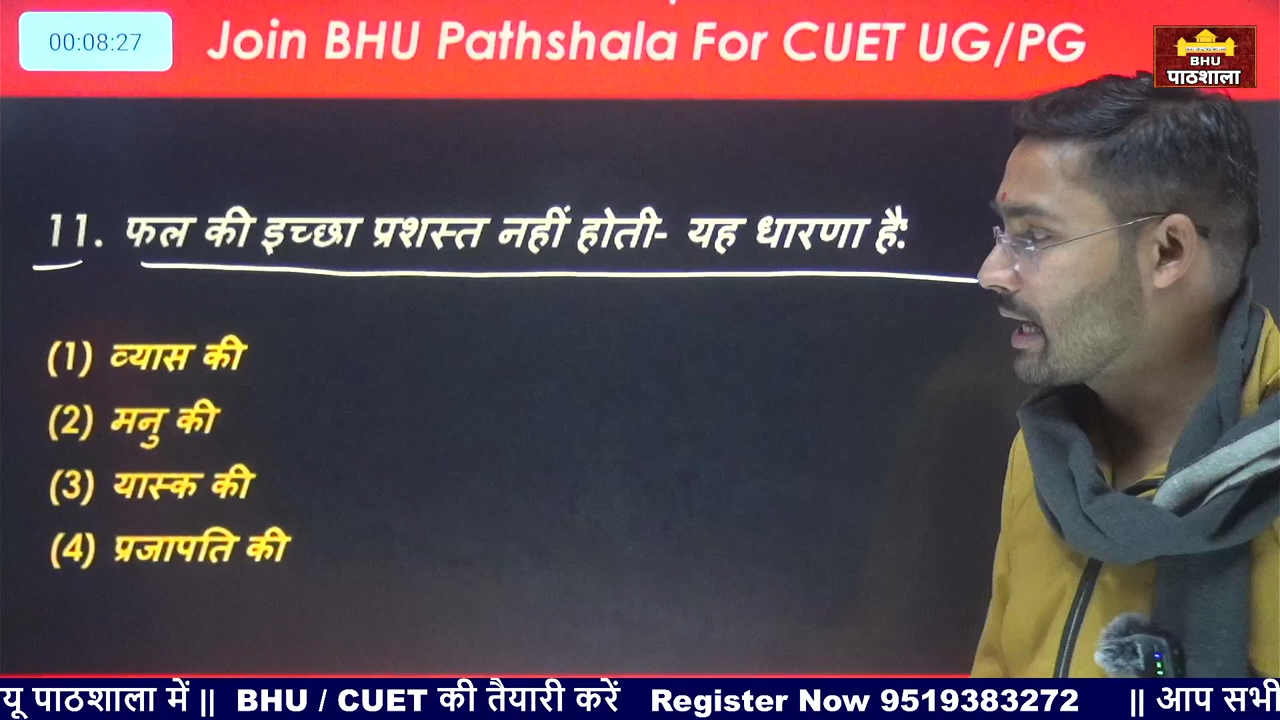 00:08:27
Join BHU Pathshala For CUET UG/PG
BHU
पाठशाला
11. फल की इच्छा प्रशस्त नहीं होती- यह धारणा है:
(1) व्यास की
(2) मनु की
(3) यास्क की
(4) प्रजापति की
यू पाठशाला में || BHU / CUET की तैयारी करें Register Now 9519383272 || आप सभी